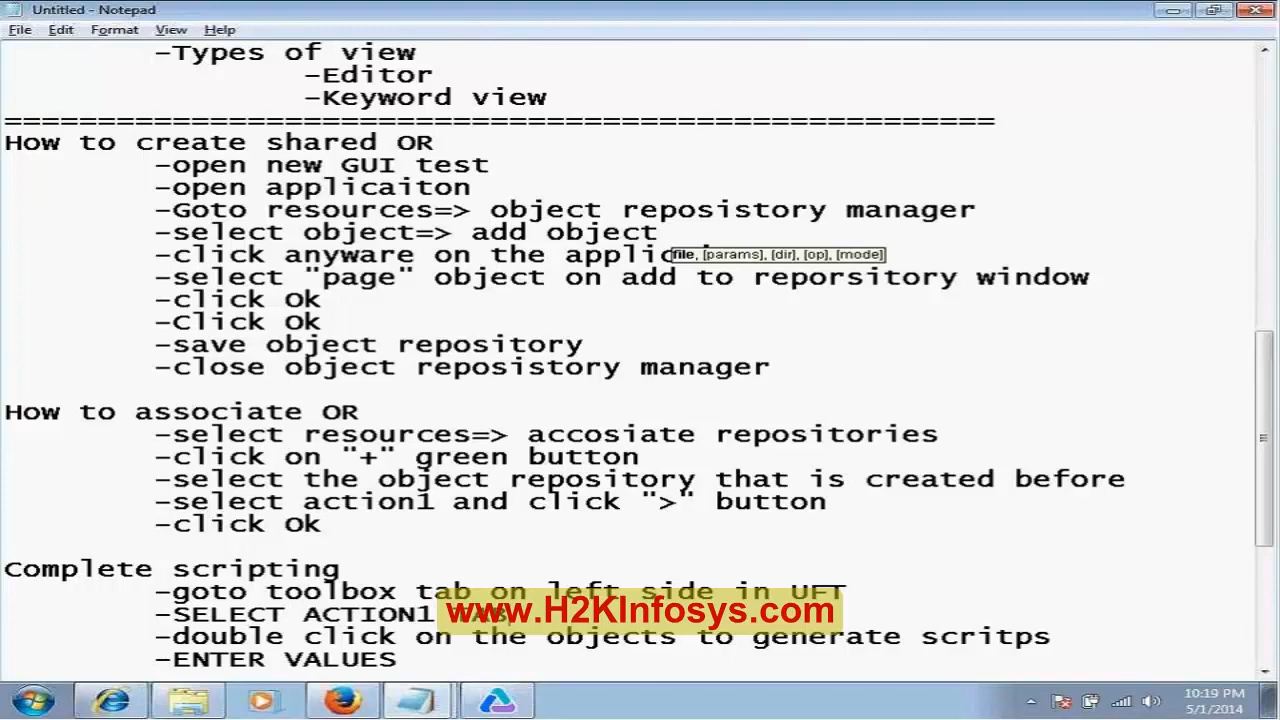 Untitled - Notepad
File Edit Format View Help
-Types of view
-Editor
-Keyword view
=====================================================
How to create shared OR
-open new GUI test
-open applicaiton
-Goto resources=> object reposistory manager
-select object=> add object
-click anyware on the applic
file, [params], [dir], [op], [mode]
-select "page" object on add to reporsitory window
-click Ok
-Click Ok
-save object repository
-close object reposistory manager
How to associate OR
-select resources=> accosiate repositories
-click on "+" green button
-select the object repository that is created before
-select action1 and click ">" button
-click Ok
Complete scripting
-goto toolbox tab on left side in UFT
-SELECT ACTION1 TAB
www.H2KInfosys.com
-double click on the objects to generate scritps
-ENTER VALUES
10:19 PM
5/1/2014